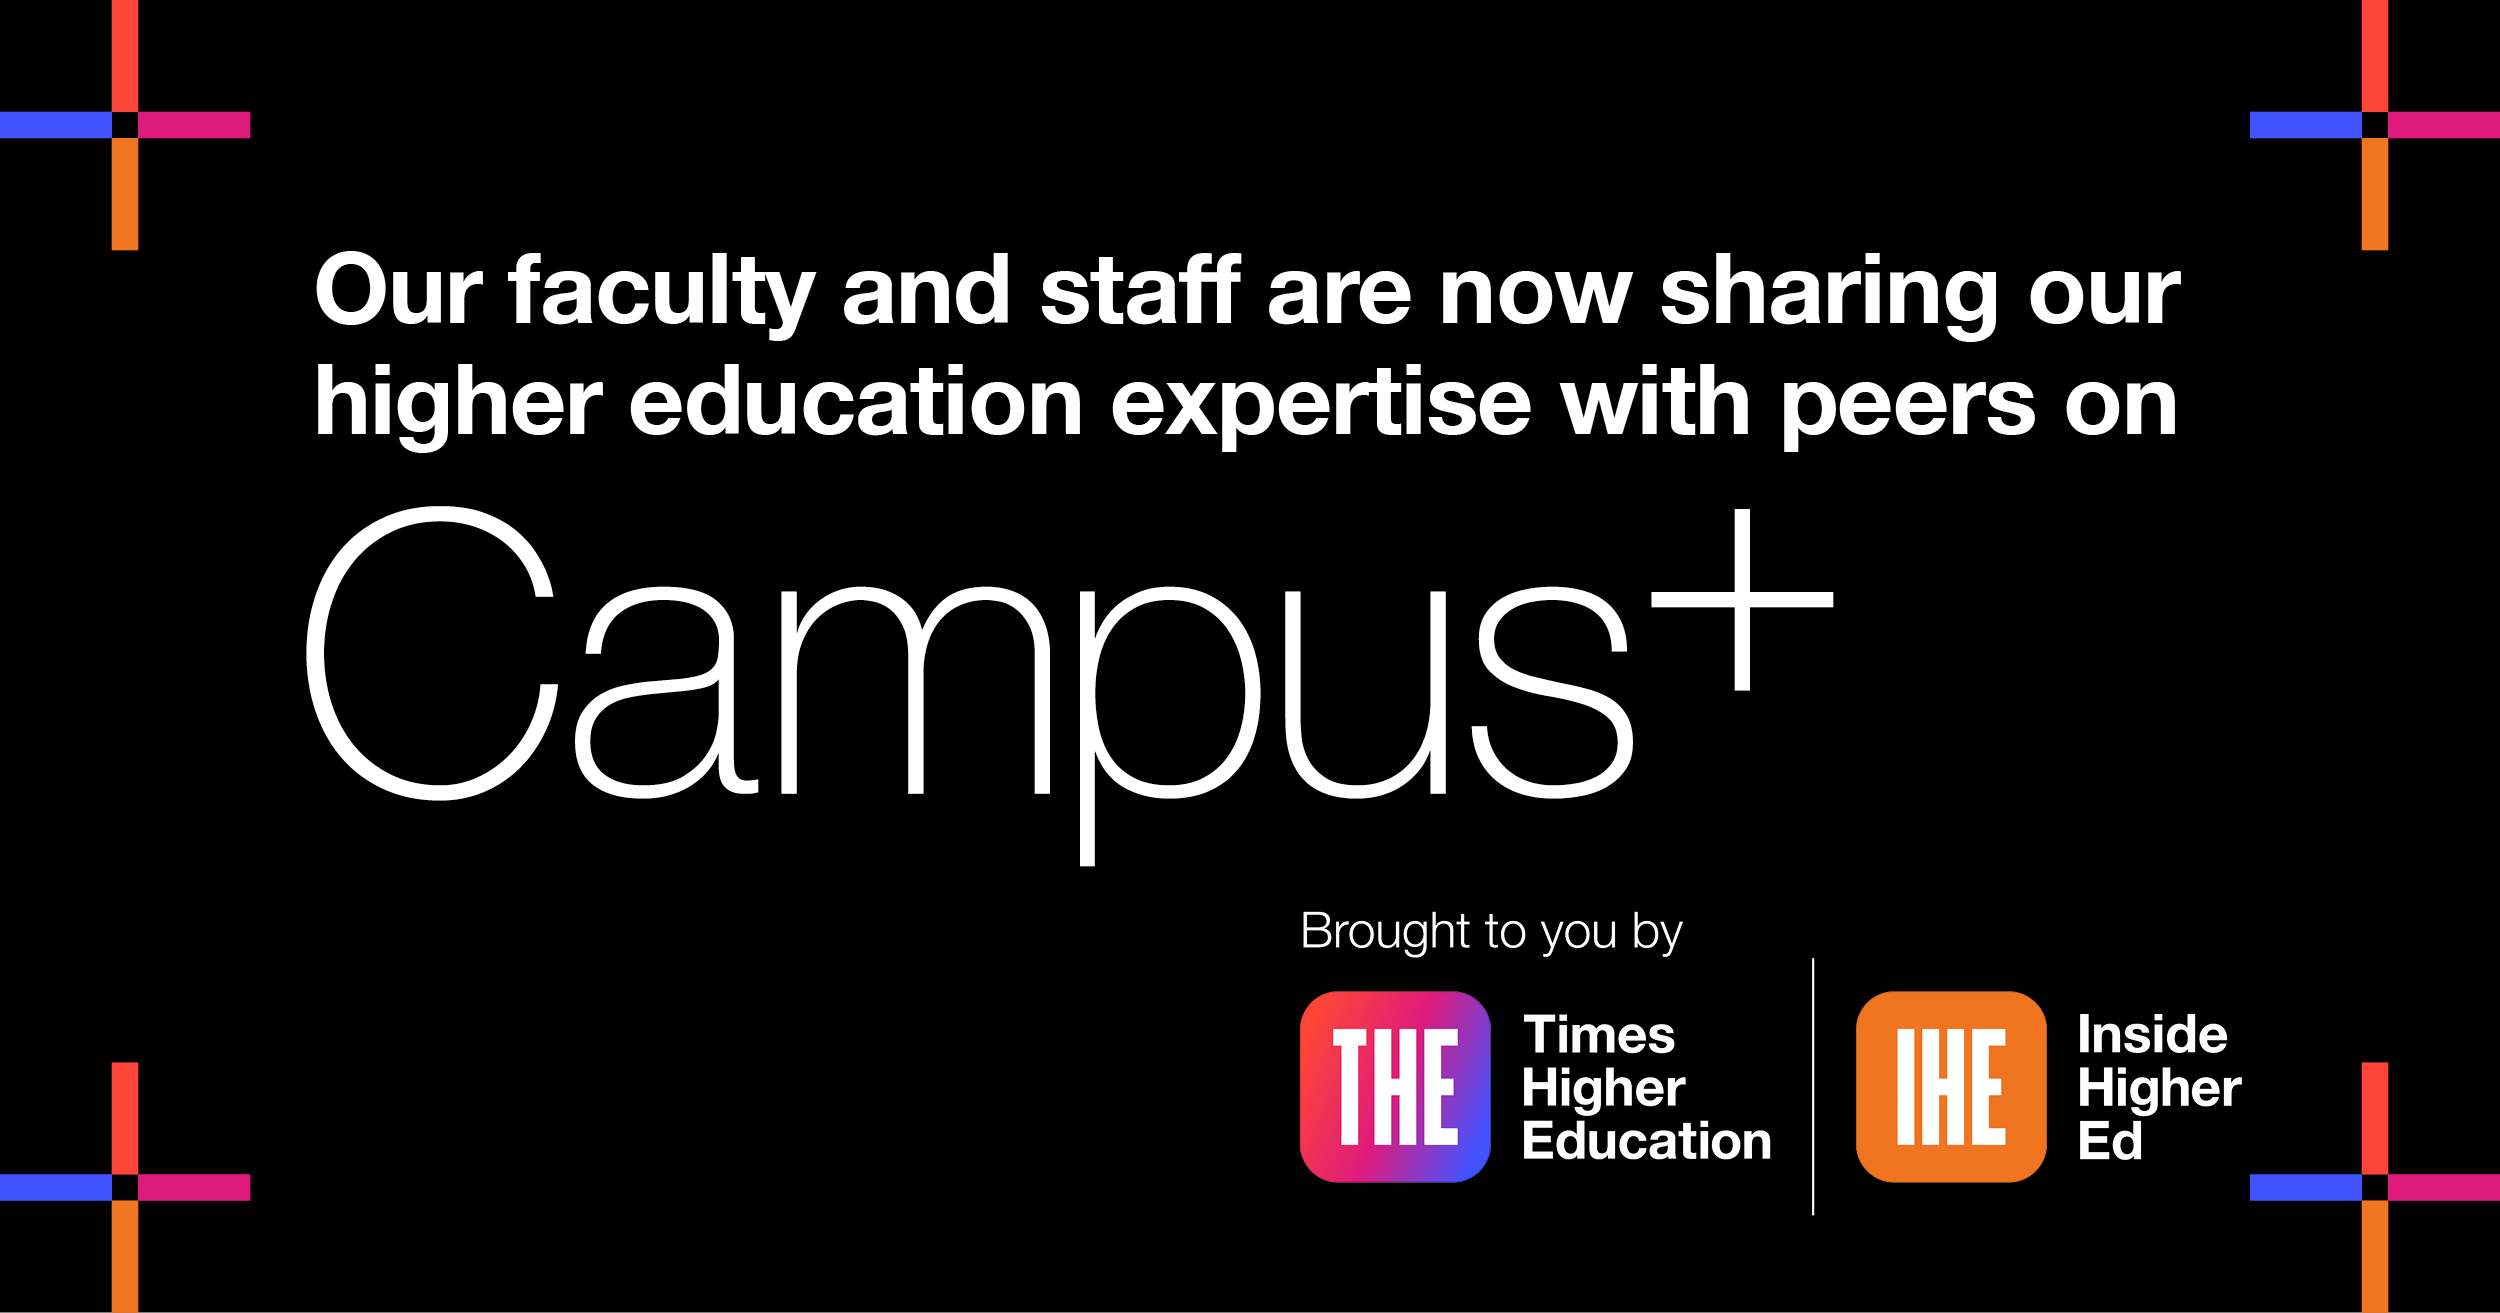 Our faculty and staff are now sharing our
higher education expertise with peers on
Campus+
Brought to you by
THE
Times
Higher
Education
IHE
Inside
Higher
Ed